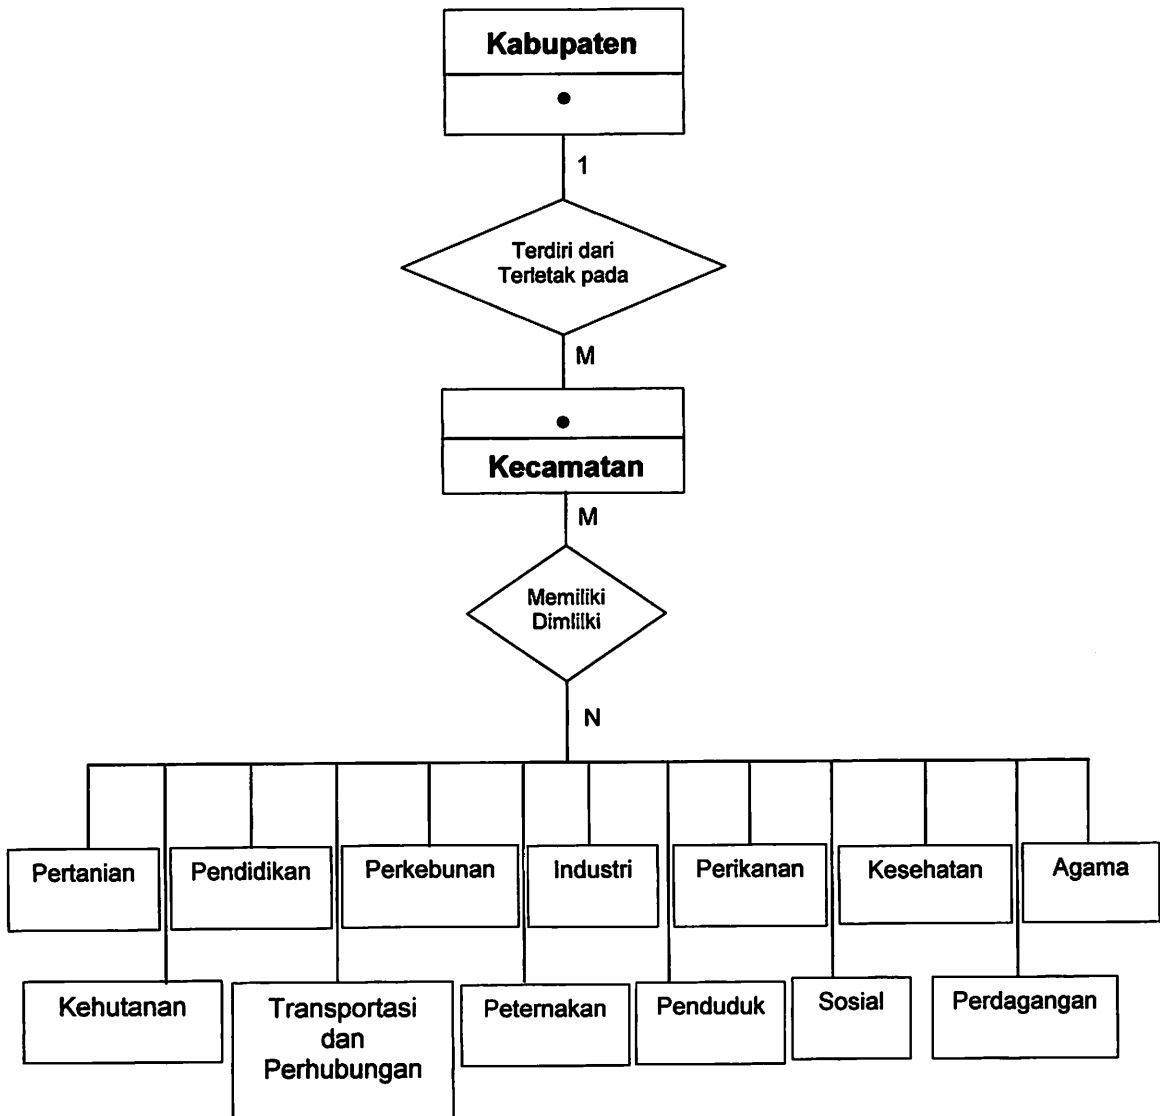 Kabupaten
1
Terdiri dari
Terletak pada
M
Kecamatan
M
Memiliki
Dimlilki
N
Pertanian
Pendidikan
Perkebunan
Industri
Perikanan
Kesehatan
Agama
Kehutanan
Transportasi
dan
Perhubungan
Peternakan
Penduduk
Sosial
Perdagangan